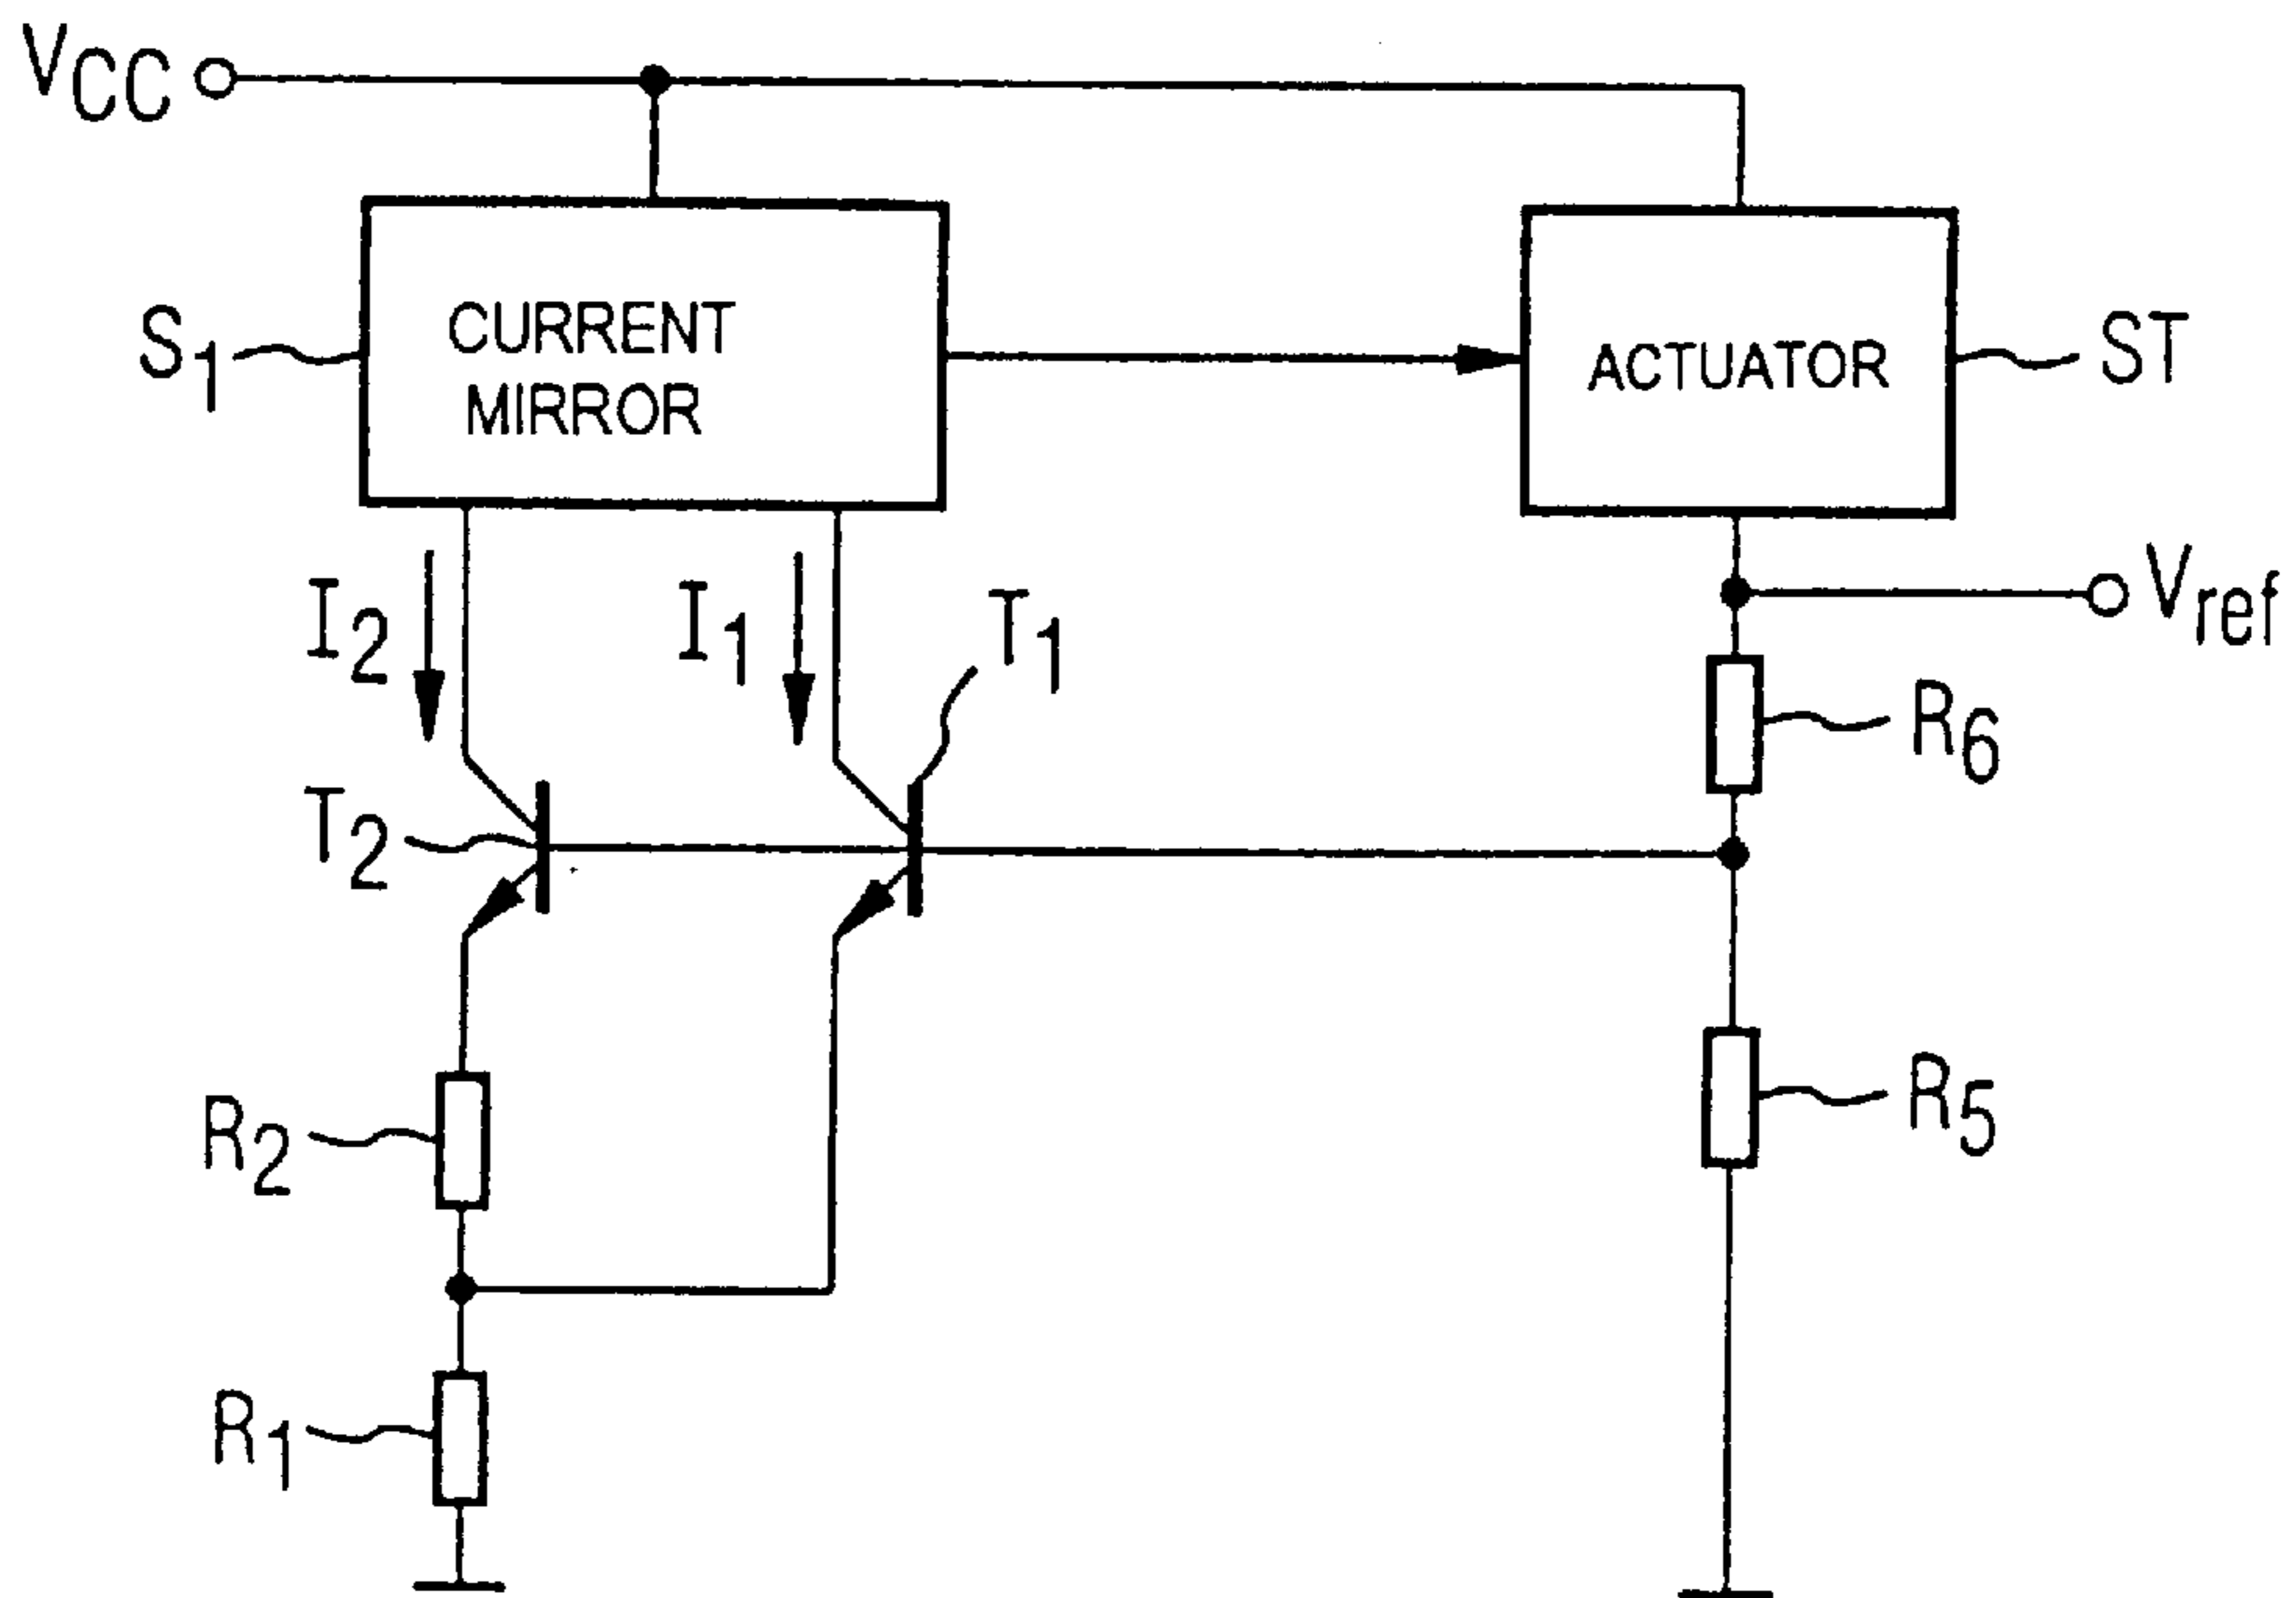 VCC
CURRENT
MIRROR
S1
ACTUATOR
ST
I2
I1
T1
Vref
R6
T2
R5
R2
R1